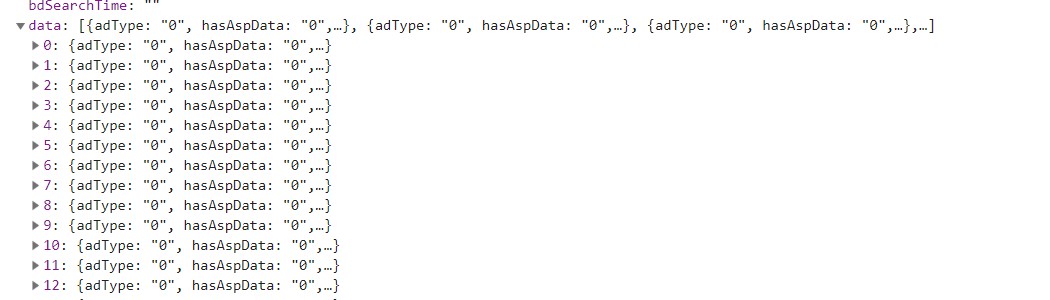 bdSearchTime: ""
data: [{adType: "0", hasAspData: "0",…}, {adType: "0", hasAspData: "0",…}, {adType: "0", hasAspData: "0",…},…]
0: {adType: "0", hasAspData: "0",…}
1: {adType: "0", hasAspData: "0",…}
2: {adType: "0", hasAspData: "0",…}
3: {adType: "0", hasAspData: "0",…}
4: {adType: "0", hasAspData: "0",…}
5: {adType: "0", hasAspData: "0",…}
6: {adType: "0", hasAspData: "0",…}
7: {adType: "0", hasAspData: "0",…}
8: {adType: "0", hasAspData: "0",…}
9: {adType: "0", hasAspData: "0",…}
10: {adType: "0", hasAspData: "0",…}
11: {adType: "0", hasAspData: "0",…}
12: {adType: "0", hasAspData: "0",…}